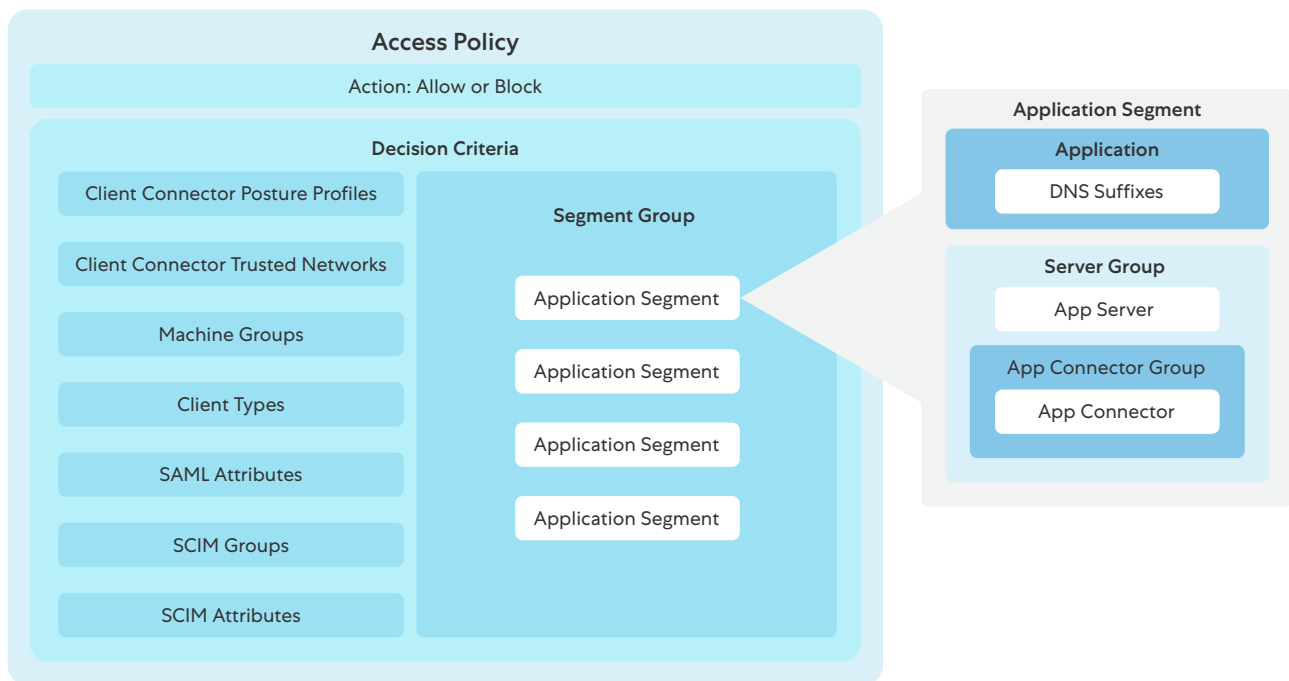 Access Policy
Action: Allow or Block
Decision Criteria
Client Connector Posture Profiles
Client Connector Trusted Networks
Machine Groups
Client Types
SAML Attributes
SCIM Groups
SCIM Attributes
Segment Group
Application Segment
Application Segment
Application Segment
Application Segment
Application Segment
Application
DNS Suffixes
Server Group
App Server
App Connector Group
App Connector